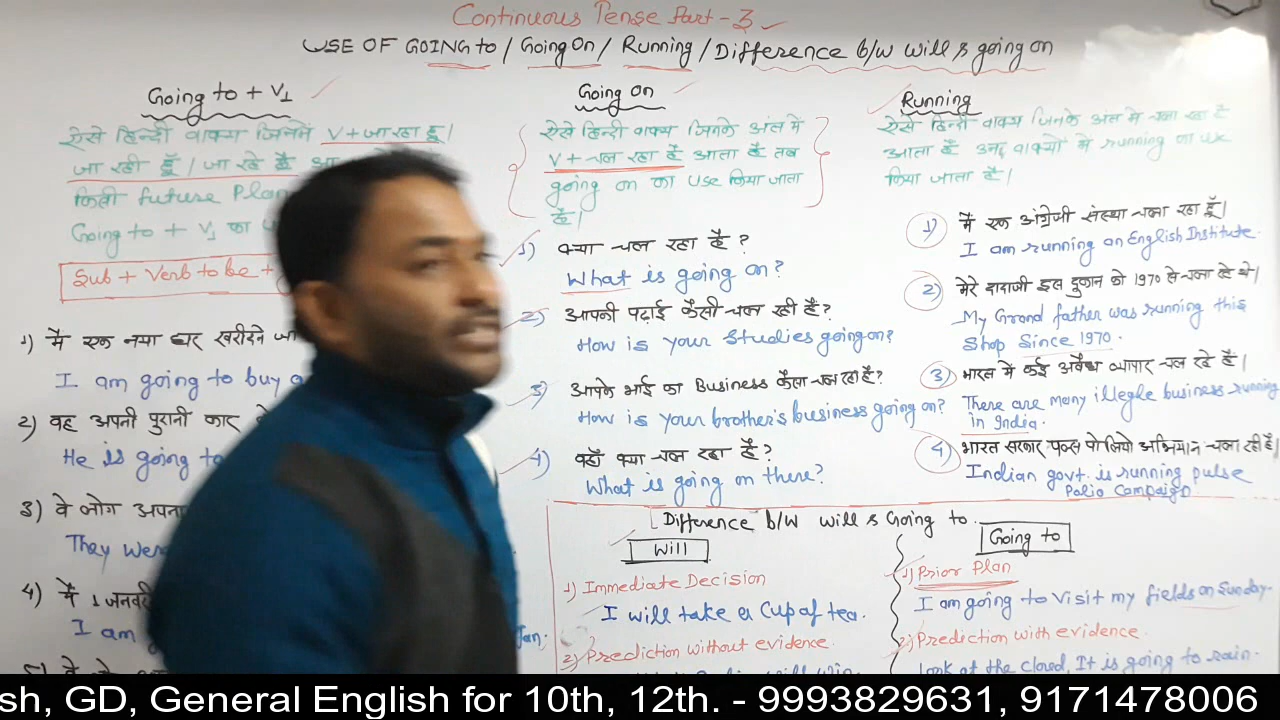 Continuous Tense Part-3
USE OF GOING to / Going On / Running / Difference b/w will & going on
Going to + V1
ऐसे हिन्दी वाक्य जिनमें V+जा रहा हूं।
जा रही हूँ। जा रहे है
किसी future Plan
Going to + V1 का
Sub + Verb to be +
1) मैं एक नया घर खरीदने जा
I am going to buy a
2) वह अपनी पुरानी कार
He is going to
3) वे लोग अपना
They were
4) मैं 1 जनवरी
I am
Jan.
Going on
ऐसे हिन्दी वाक्य जिनके अंत में
V+चल रहा है आता है तब
going on का use किया जाता
है।
1) क्या चल रहा है?
What is going on?
2) आपकी पढ़ाई कैसी चल रही है?
How is your studies going on?
3) आपके भाई का Business कैसा चल रहा है?
How is your brother's business going on?
4) वहाँ क्या चल रहा है?
What is going on there?
Running
ऐसे हिन्दी वाक्य जिनके अंत में चला रहा है
आता है उन वाक्यों में running का use
किया जाता है।
1) मैं एक अंग्रेजी संस्था चला रहा हूँ।
I am running an English Institute.
2) मेरे दादाजी इस दुकान को 1970 से चला रहे थे।
My Grand father was running this
Shop Since 1970.
3) भारत में कई अवैध व्यापार चल रहे है।
There are many illegle business running
in India.
4) भारत सरकार पल्स पोलियो अभियान चला रही है।
Indian govt. is running pulse
Polio Campaign
Difference b/w will & Going to.
Will
1) Immediate Decision
I will take a Cup of tea.
2) Prediction without evidence.
will win
Going to
1) Prior Plan
I am going to visit my fields on Sunday.
2) Prediction with evidence.
Look at the cloud, It is going to rain.
sh, GD, General English for 10th, 12th. - 9993829631, 9171478006